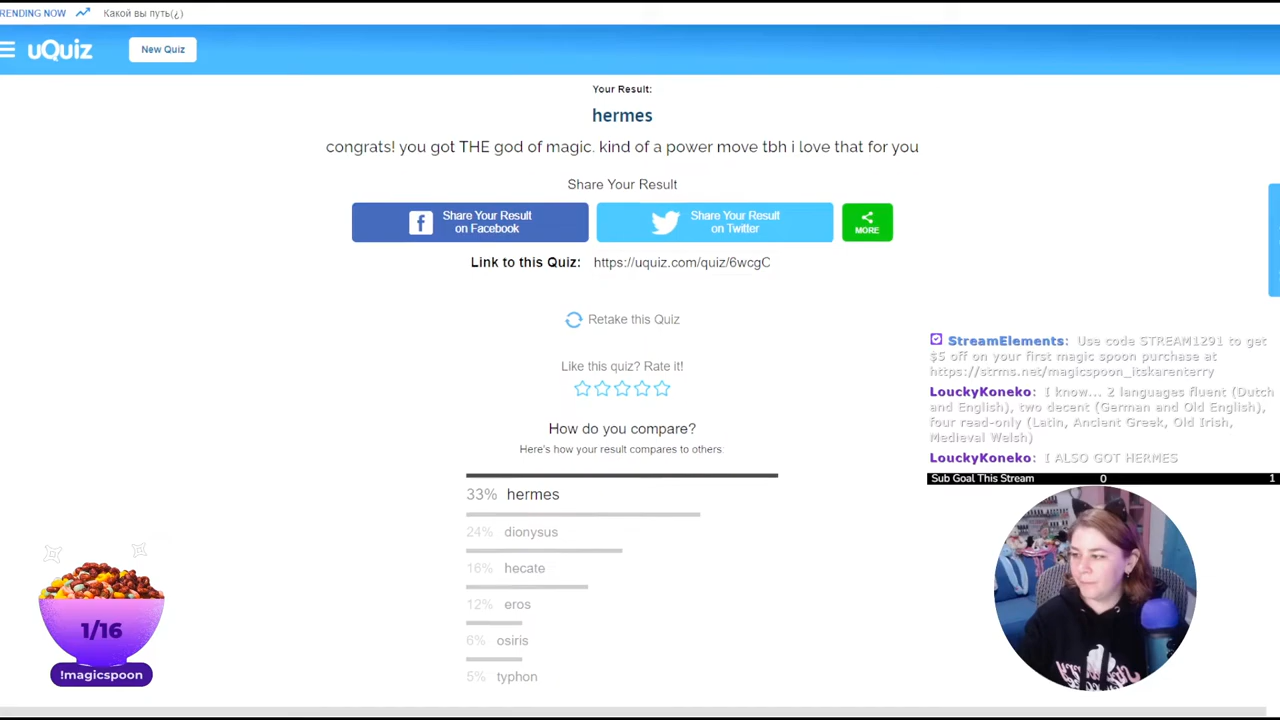 RENDING NOW Какой вы путь(¿)
uQuiz New Quiz
Your Result:
hermes
congrats! you got THE god of magic. kind of a power move tbh i love that for you
Share Your Result
Share Your Result
on Facebook
Share Your Result
on Twitter
MORE
Link to this Quiz: https://uquiz.com/quiz/6wcgC
Retake this Quiz
Like this quiz? Rate it!
How do you compare?
Here's how your result compares to others:
33% hermes
24% dionysus
16% hecate
12% eros
6% osiris
5% typhon
StreamElements: Use code STREAM1291 to get
$5 off on your first magic spoon purchase at
https://strms.net/magicspoon_itskarenterry
LouckyKoneko: I know... 2 languages fluent (Dutch
and English), two decent (German and Old English),
four read-only (Latin, Ancient Greek, Old Irish,
Medieval Welsh)
LouckyKoneko: I ALSO GOT HERMES
Sub Goal This Stream 0 1
1/16
!magicspoon